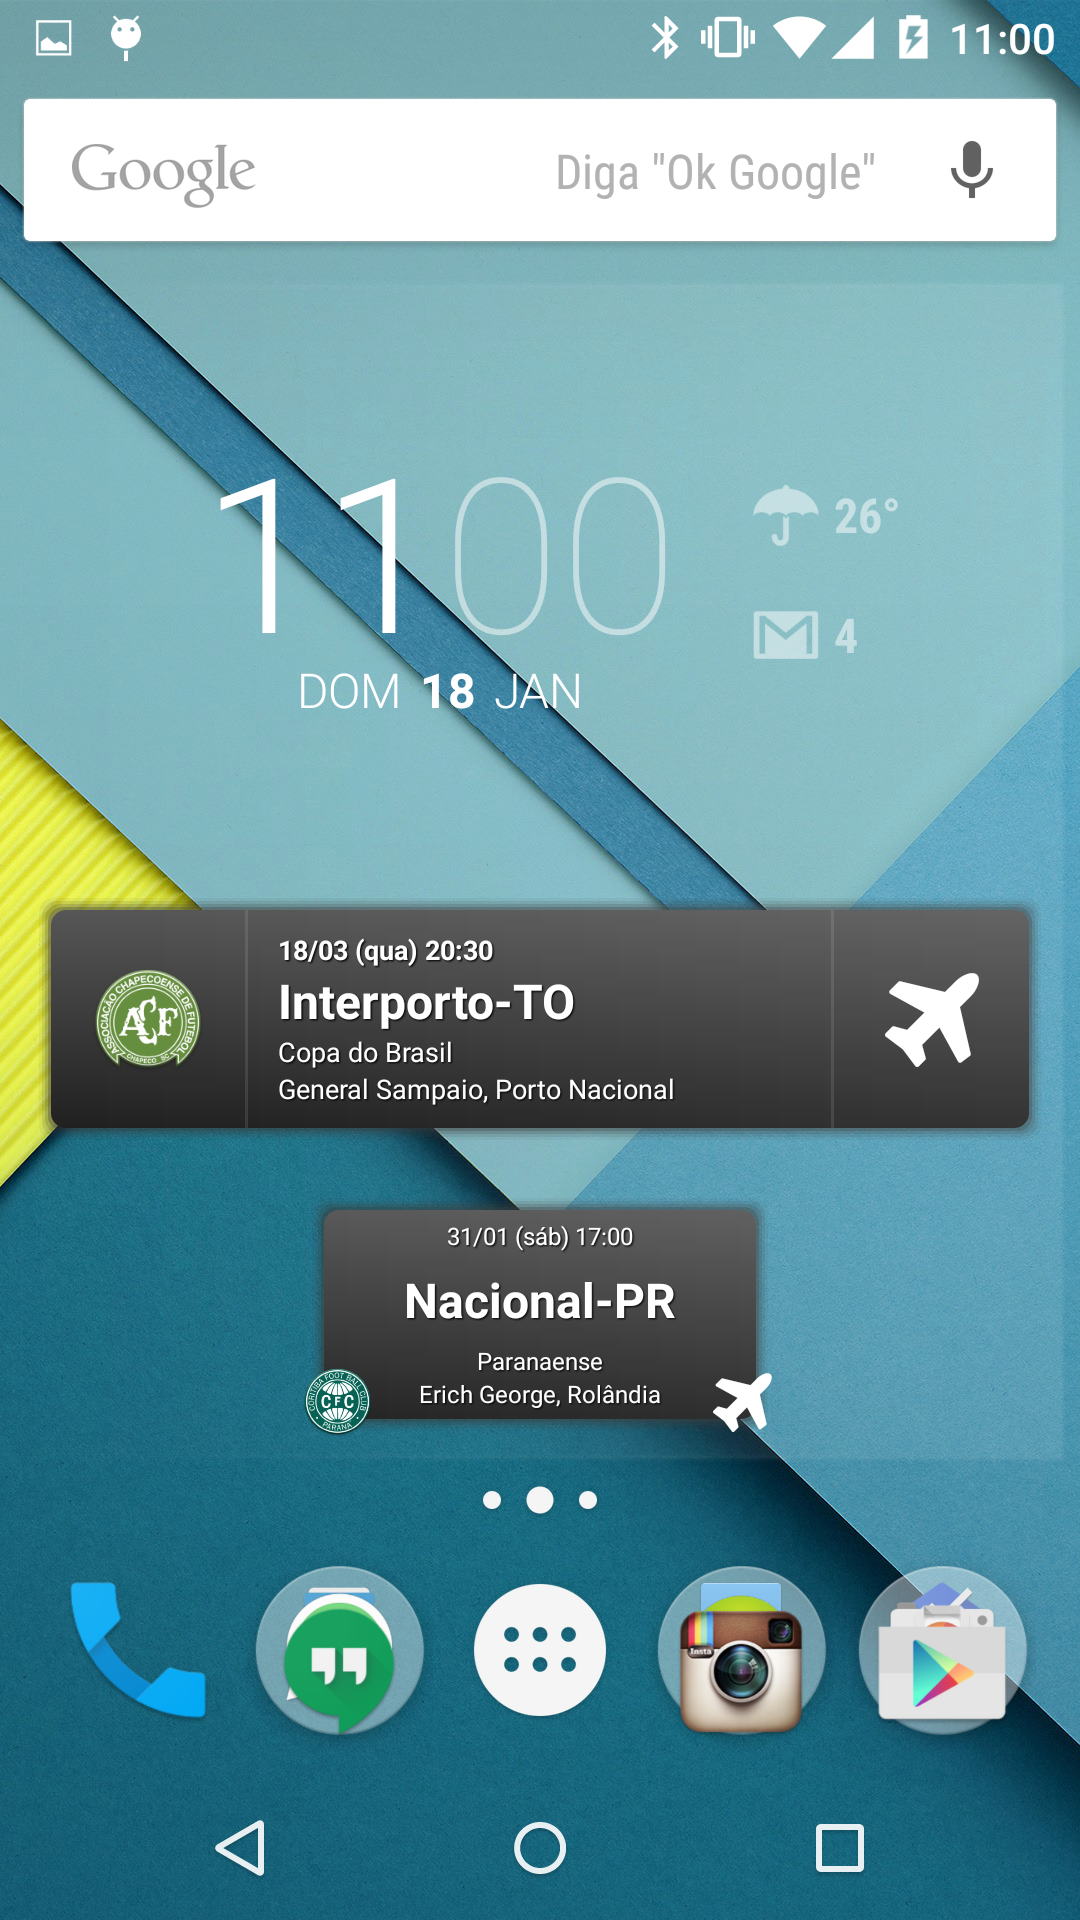 11:00
Google Diga "Ok Google"
1100
26°
4
DOM 18 JAN
18/03 (qua) 20:30
Interporto-TO
Copa do Brasil
General Sampaio, Porto Nacional
ASSOCIAÇÃO CHAPECOENSE DE FUTEBOL
ACF
CHAPECÓ SC
31/01 (sáb) 17:00
Nacional-PR
Paranaense
Erich George, Rolândia
CORITIBA FOOT BALL CLUB
CFC
PARANÁ
Insta